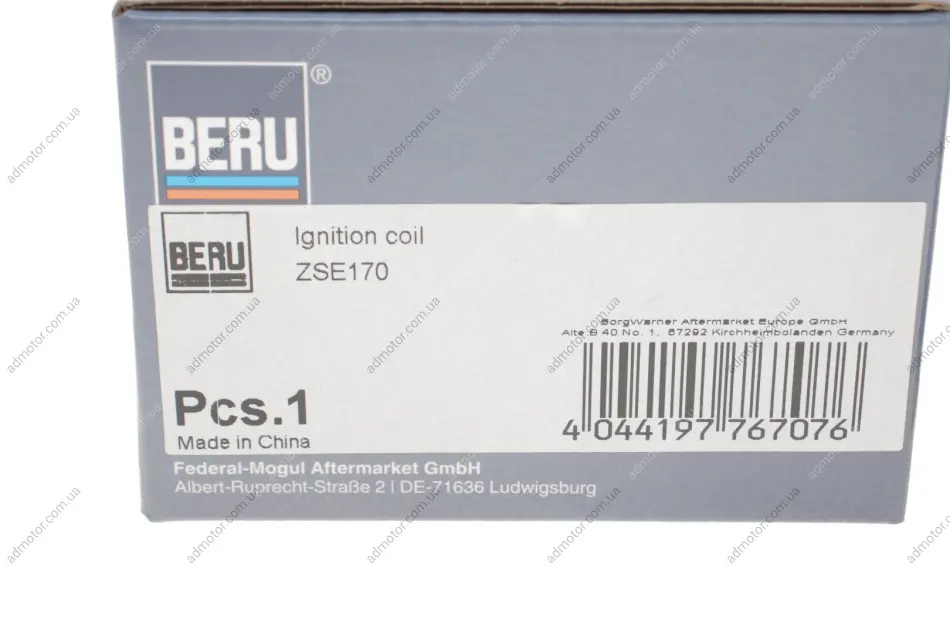 BERU®
BERU
Ignition coil
ZSE170
BorgWarner Aftermarket Europe GmbH
Alte B 40 No. 1, 67292 Kirchheimbolanden Germany
4 044197 767076
Pcs.1
Made in China
Federal-Mogul Aftermarket GmbH
Albert-Ruprecht-Straße 2 | DE-71636 Ludwigsburg
admotor.com.ua